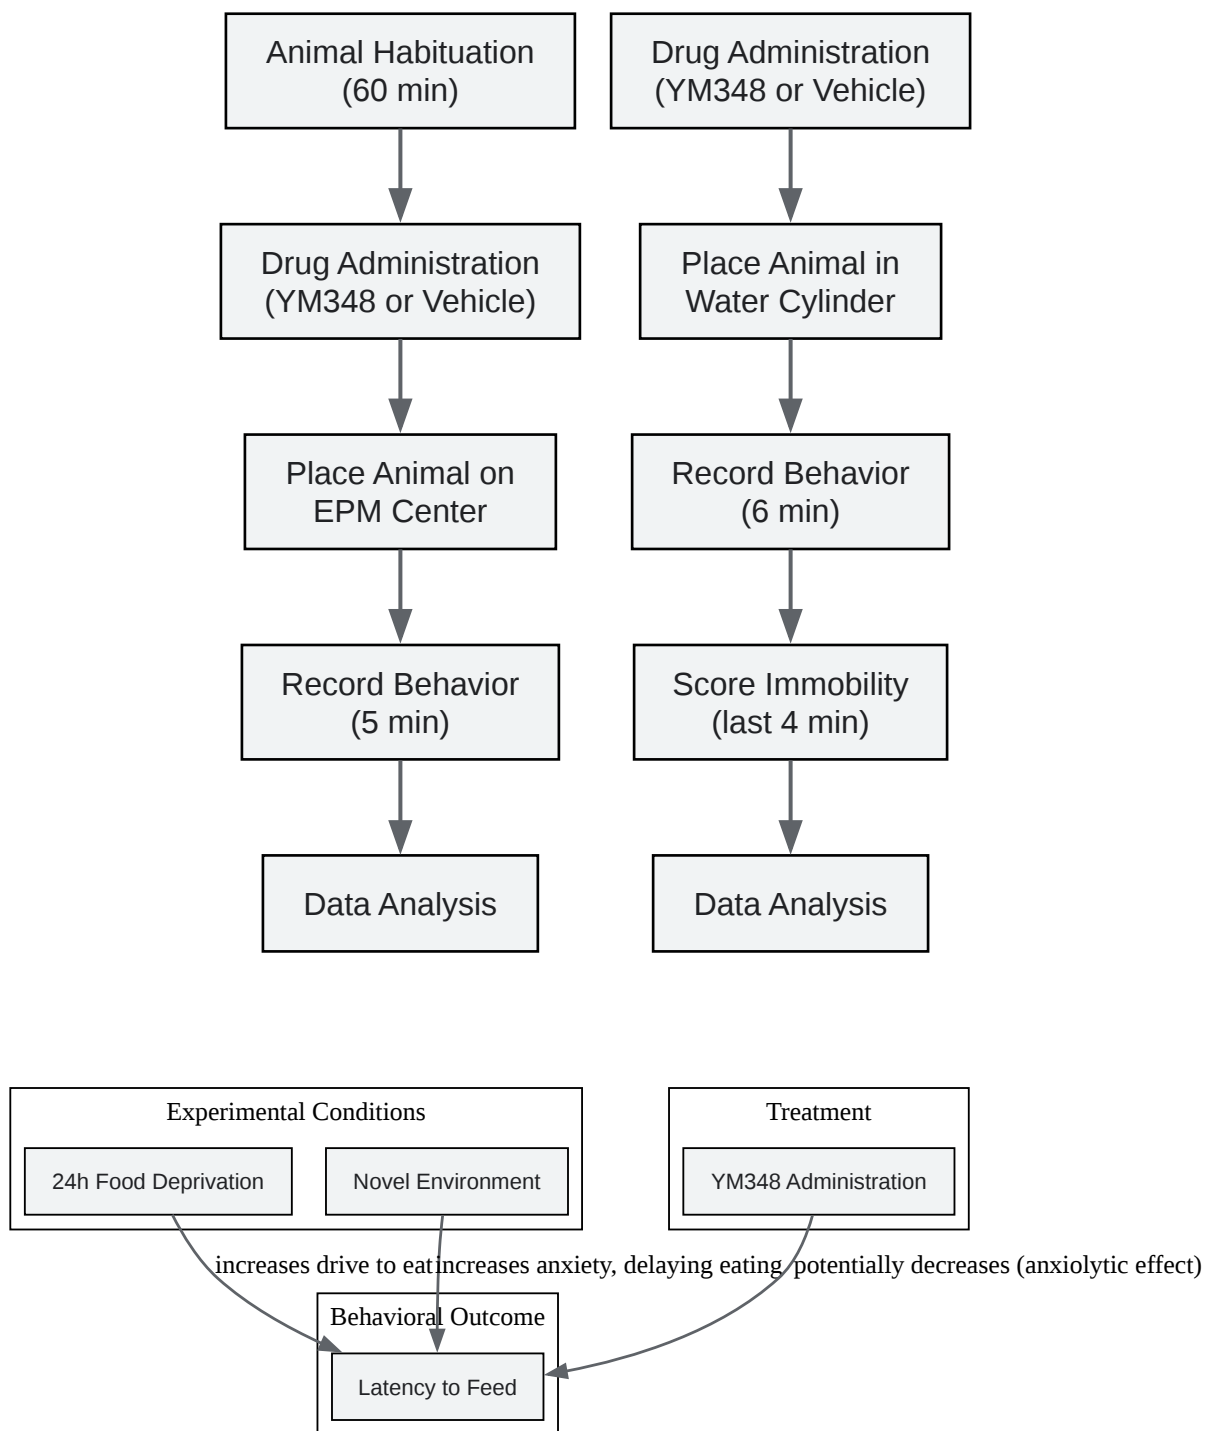 Animal Habituation
(60 min)
Drug Administration
(YM348 or Vehicle)
Place Animal on
EPM Center
Record Behavior
(5 min)
Data Analysis
Drug Administration
(YM348 or Vehicle)
Place Animal in
Water Cylinder
Record Behavior
(6 min)
Score Immobility
(last 4 min)
Data Analysis
Experimental Conditions
24h Food Deprivation
Novel Environment
Treatment
YM348 Administration
increases drive to eat
increases anxiety, delaying eating
potentially decreases (anxiolytic effect)
Behavioral Outcome
Latency to Feed